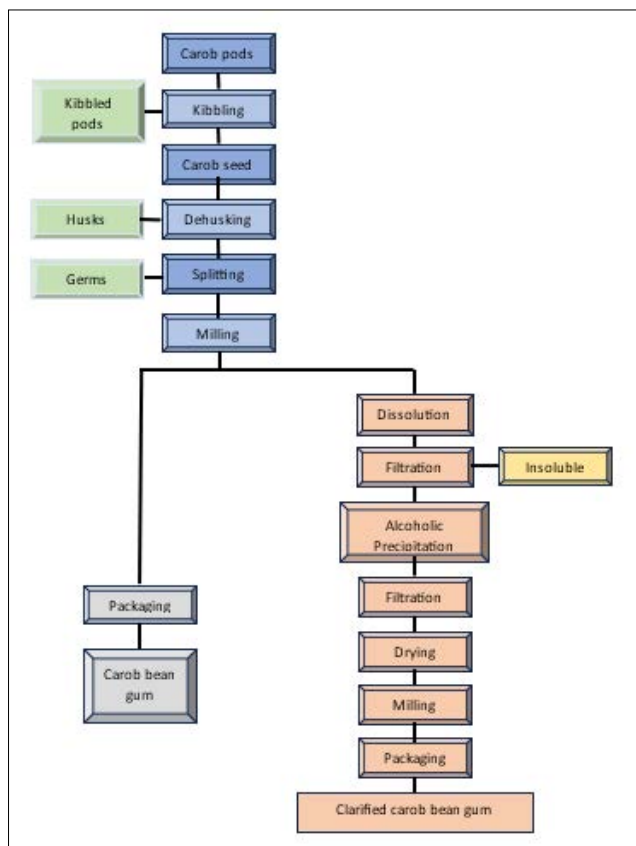 Carob pods
Kibbled
pods
Kibbling
Carob seed
Husks
Dehusking
Germs
Splitting
Milling
Dissolution
Filtration
Insoluble
Alcoholic
Precipitation
Packaging
Filtration
Carob bean
gum
Drying
Milling
Packaging
Clarified carob bean gum